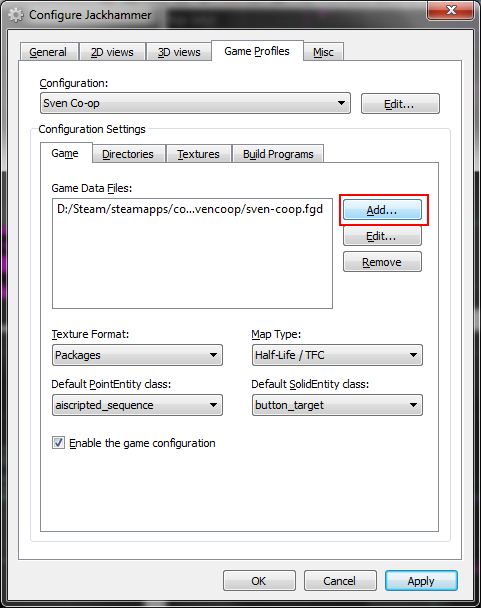 Configure Jackhammer
General 2D views 3D views Game Profiles Misc
Configuration:
Sven Co-op Edit...
Configuration Settings
Game Directories Textures Build Programs
Game Data Files:
D:/Steam/steamapps/co...vencoop/sven-coop.fgd
Add...
Edit...
Remove
Texture Format: Map Type:
Packages Half-Life / TFC
Default PointEntity class: Default SolidEntity class:
aiscripted_sequence button_target
Enable the game configuration
OK Cancel Apply